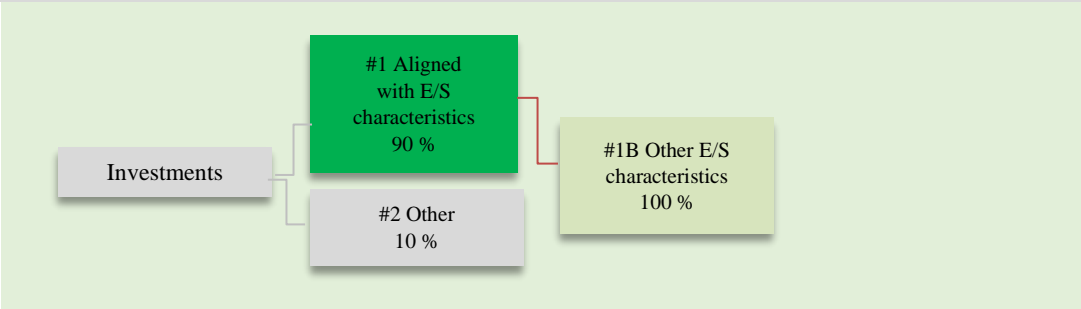 #1 Aligned
with E/S
characteristics
90 %
#1B Other E/S
characteristics
100 %
Investments
#2 Other
10 %